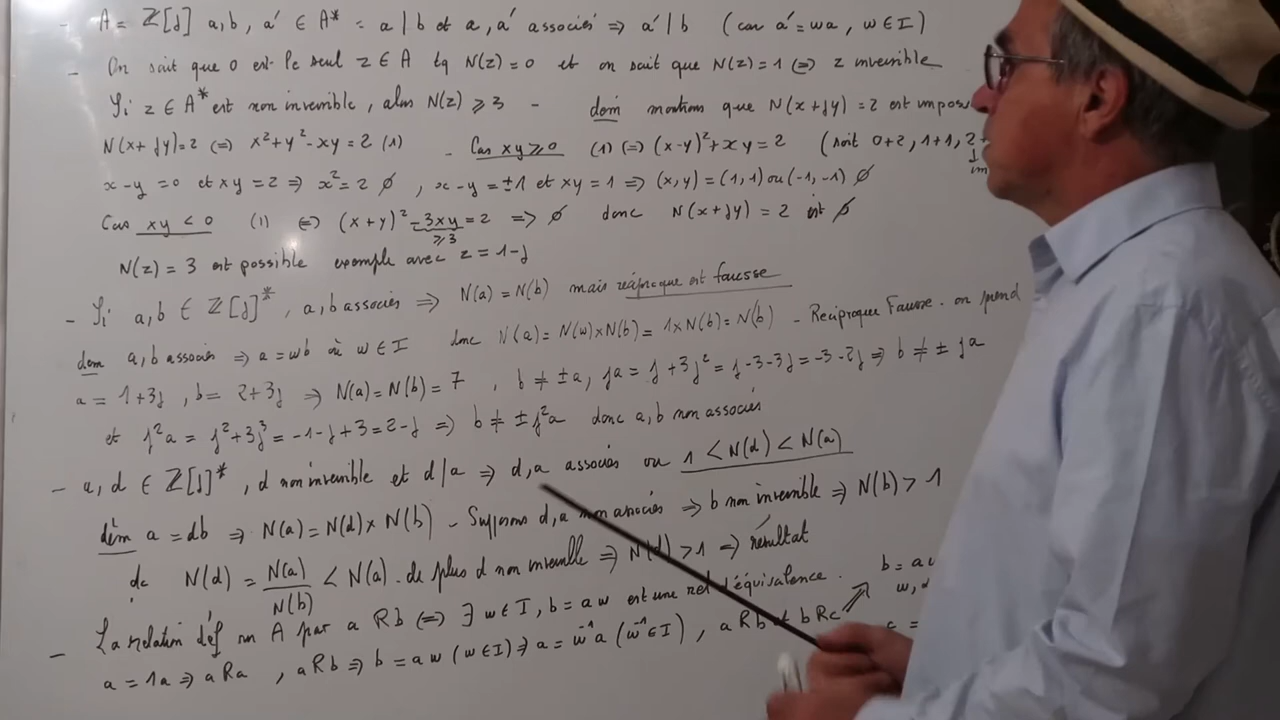 - A = ℤ[j] a,b, a' ∈ A* = a | b et a, a' associés ⇒ a' | b (car a' = wa, w ∈ I)
- On sait que 0 est le seul z ∈ A tq N(z) = 0 et on sait que N(z) = 1 ⇔ z inversible
Si z ∈ A* est non inversible, alors N(z) ≥ 3 - dém montrons que N(x + jy) = 2 est
N(x + jy) = 2 ⇔ x² + y² - xy = 2 (1) - Cas xy ≥ 0 (1) ⇔ (x-y)² + xy = 2 (soit 0+2, 1+1, 2+
x - y = 0 et xy = 2 ⇒ x² = 2 ∅, x - y = ±1 et xy = 1 ⇒ (x,y) = (1,1) ou (-1,-1) ∅
Cas xy < 0 (1) ⇔ (x+y)² - 3xy = 2 ⇒ ∅ donc N(x + jy) = 2 est ∅
≥ 3
N(z) = 3 est possible exemple avec z = 1-j
- Si a,b ∈ ℤ[j]*, a,b associés ⇒ N(a) = N(b) mais réciproque est fausse
dém a,b associés ⇒ a = wb où w ∈ I donc N(a) = N(w) × N(b) = 1 × N(b) = N(b) - Réciproque Fausse. on prend
a = 1+3j, b = 2+3j ⇒ N(a) = N(b) = 7, b ≠ ±a, ja = j + 3j² = j - 3 - 3j = -3 - 2j ⇒ b ≠ ± ja
et j²a = j² + 3j³ = -1 - j + 3 = 2 - j ⇒ b ≠ ± j²a donc a,b non associés
- a, d ∈ ℤ[j]*, d non inversible et d | a ⇒ d,a associés ou 1 < N(d) < N(a)
dém a = db ⇒ N(a) = N(d) × N(b) - Supposons d,a non associés ⇒ b non inversible ⇒ N(b) > 1
dc N(d) = N(a)/N(b) < N(a) - de plus d non inversible ⇒ N(d) > 1 ⇒ résultat
- La relation déf sur A par a R b ⇔ ∃ w ∈ I, b = aw est une d'équivalence.
a = 1a ⇒ a R a, a R b ⇒ b = aw (w ∈ I) ⇒ a = w⁻¹a (w⁻¹ ∈ I), a R b bRc ⇒ b = a
w,